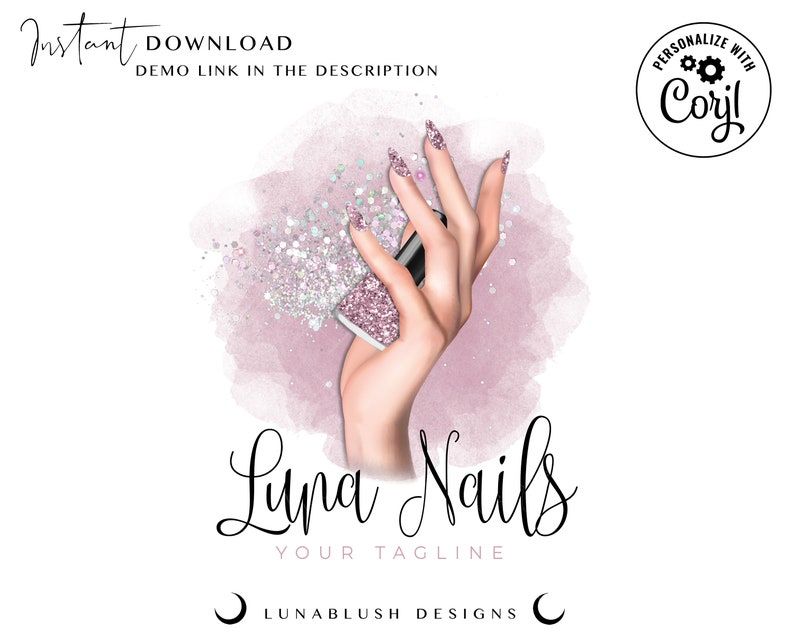 Instant DOWNLOAD
DEMO LINK IN THE DESCRIPTION
PERSONALIZE WITH
Corjl
Luna Nails
YOUR TAGLINE
LUNABLUSH DESIGNS